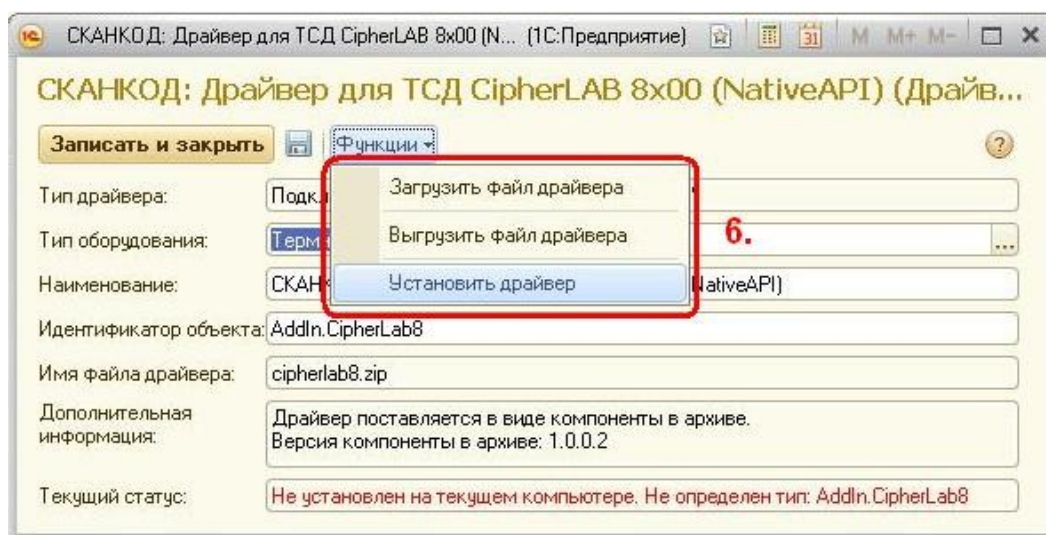 СКАНКОД: Драйвер для ТСД CipherLAB 8x00 (N... (1С:Предприятие) 31 M M+ M-
СКАНКОД: Драйвер для ТСД CipherLAB 8x00 (NativeAPI) (Драйв...
Записать и закрыть Функции ?
Загрузить файл драйвера
Тип драйвера:
Выгрузить файл драйвера 6.
Тип оборудования: ...
Установить драйвер
Наименование: NativeAPI)
Идентификатор объекта: AddIn.CipherLab8
Имя файла драйвера: cipherlab8.zip
Дополнительная информация:
Драйвер поставляется в виде компоненты в архиве.
Версия компоненты в архиве: 1.0.0.2
Текущий статус: Не установлен на текущем компьютере. Не определен тип: AddIn.CipherLab8